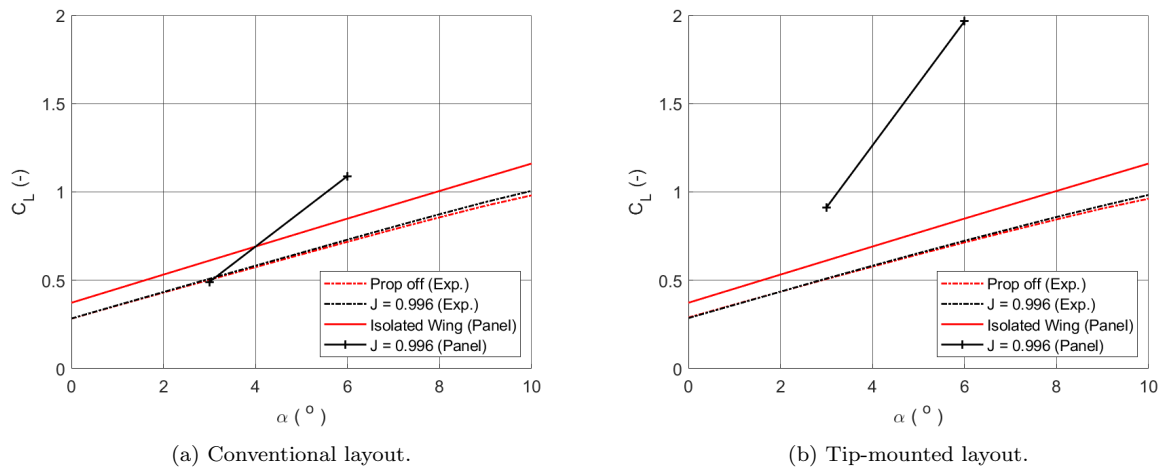 2
1.5
1
0.5
0
C_L (-)
0 2 4 6 8 10
α ( ° )
Prop off (Exp.)
J = 0.996 (Exp.)
Isolated Wing (Panel)
J = 0.996 (Panel)
(a) Conventional layout.
2
1.5
1
0.5
0
C_L (-)
0 2 4 6 8 10
α ( ° )
Prop off (Exp.)
J = 0.996 (Exp.)
Isolated Wing (Panel)
J = 0.996 (Panel)
(b) Tip-mounted layout.